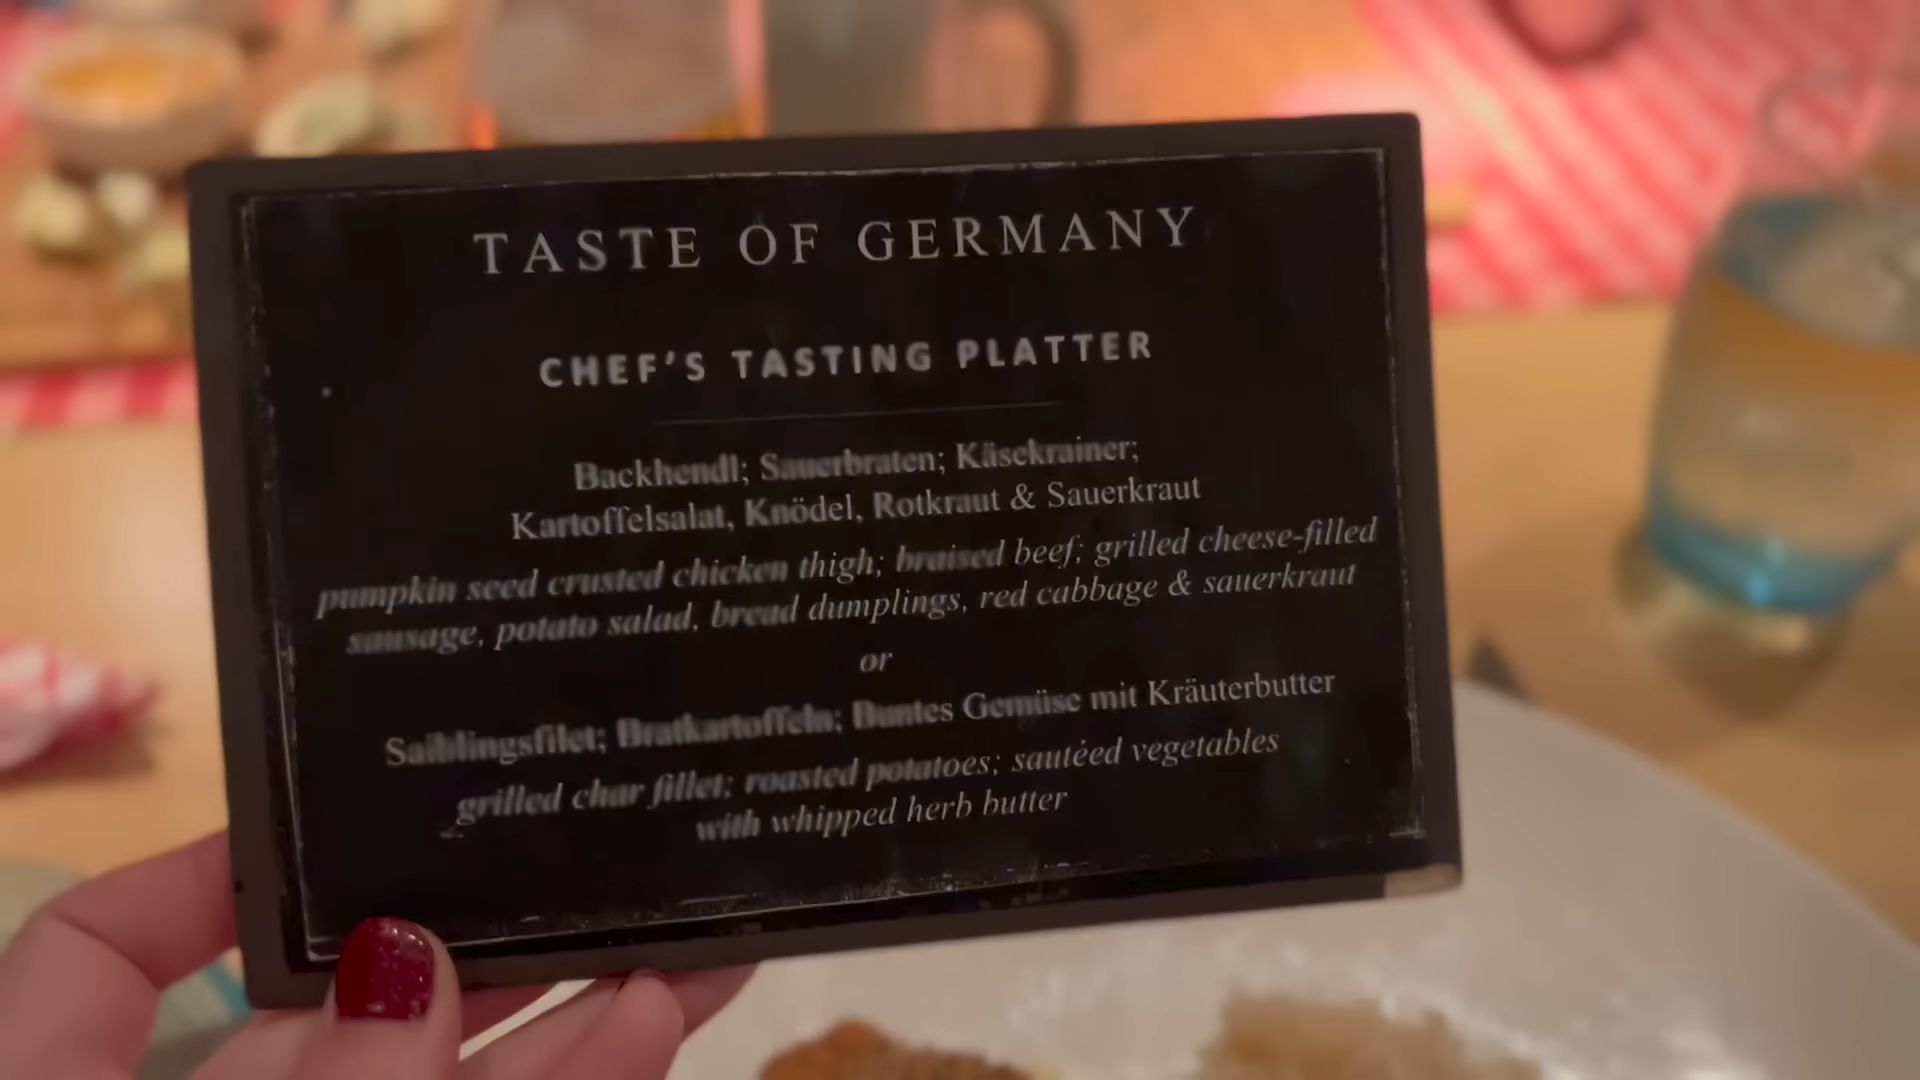 TASTE OF GERMANY
CHEF'S TASTING PLATTER
Backhendl; Sauerbraten; Käsekrainer;
Kartoffelsalat, Knödel, Rotkraut & Sauerkraut
pumpkin seed crusted chicken thigh; braised beef; grilled cheese-filled
sausage, potato salad, bread dumplings, red cabbage & sauerkraut
or
Saiblingsfilet; Bratkartoffeln; Buntes Gemüse mit Kräuterbutter
grilled char fillet; roasted potatoes; sautéed vegetables
with whipped herb butter